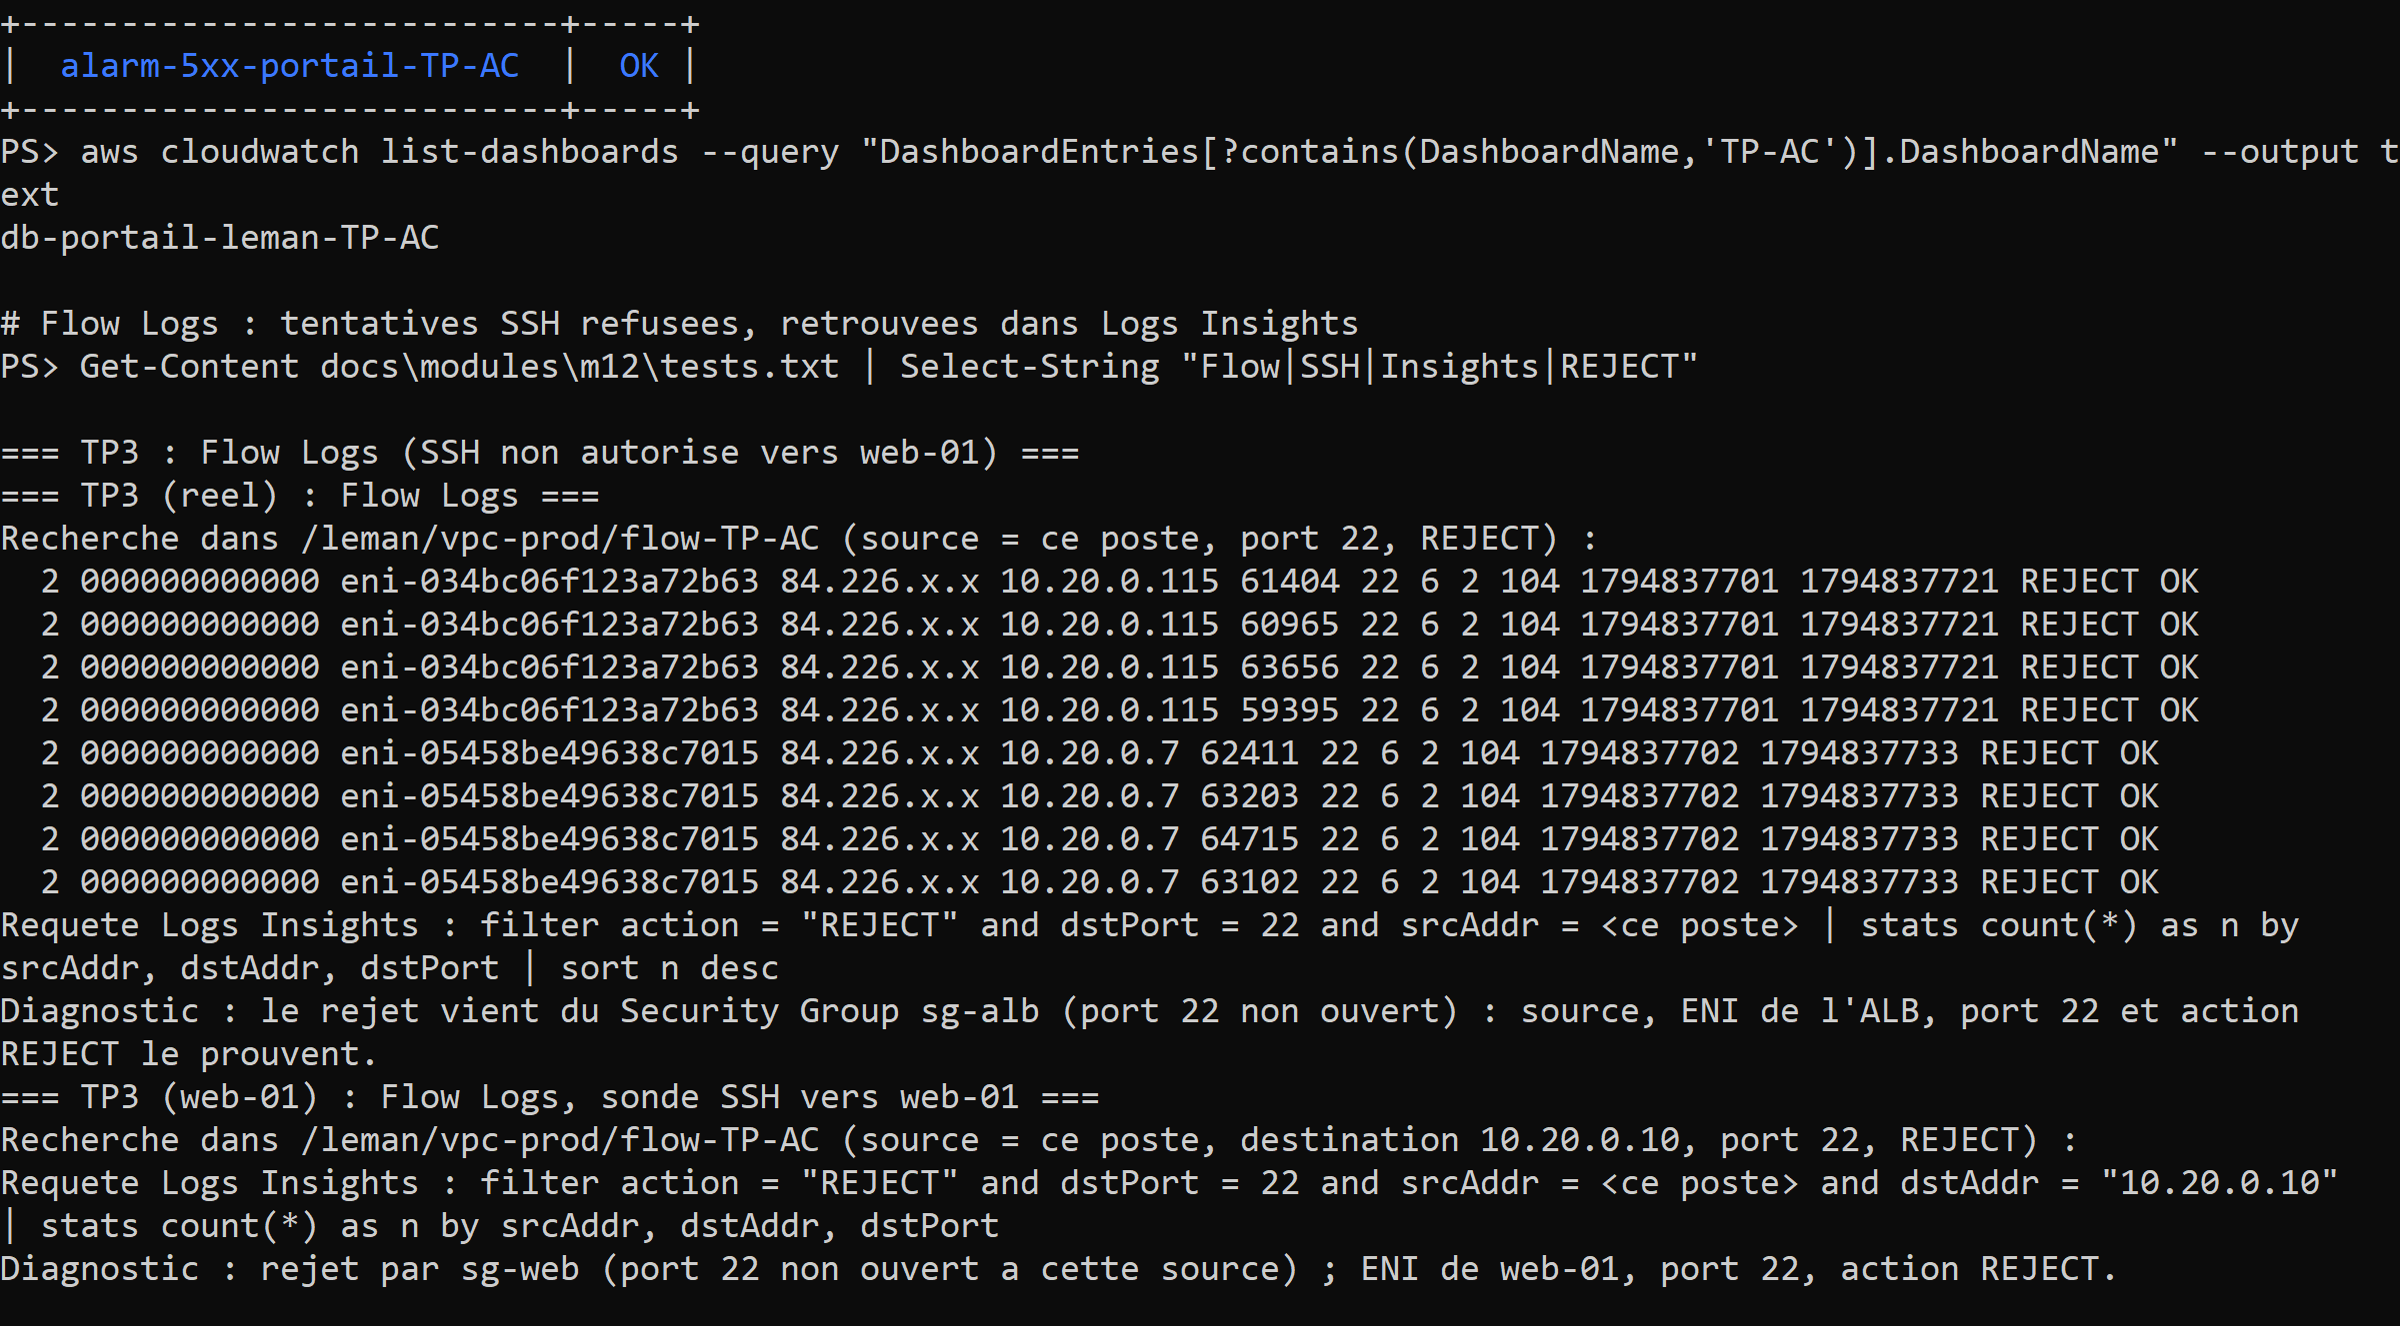 +---------------------------+-----+
|  alarm-5xx-portail-TP-AC  |  OK |
+---------------------------+-----+
PS> aws cloudwatch list-dashboards --query "DashboardEntries[?contains(DashboardName,'TP-AC')].DashboardName" --output t
ext
db-portail-leman-TP-AC
# Flow Logs : tentatives SSH refusees, retrouvees dans Logs Insights
PS> Get-Content docs\modules\m12\tests.txt | Select-String "Flow|SSH|Insights|REJECT"
=== TP3 : Flow Logs (SSH non autorise vers web-01) ===
=== TP3 (reel) : Flow Logs ===
Recherche dans /leman/vpc-prod/flow-TP-AC (source = ce poste, port 22, REJECT) :
  2 000000000000 eni-034bc06f123a72b63 84.226.x.x 10.20.0.115 61404 22 6 2 104 1794837701 1794837721 REJECT OK
  2 000000000000 eni-034bc06f123a72b63 84.226.x.x 10.20.0.115 60965 22 6 2 104 1794837701 1794837721 REJECT OK
  2 000000000000 eni-034bc06f123a72b63 84.226.x.x 10.20.0.115 63656 22 6 2 104 1794837701 1794837721 REJECT OK
  2 000000000000 eni-034bc06f123a72b63 84.226.x.x 10.20.0.115 59395 22 6 2 104 1794837701 1794837721 REJECT OK
  2 000000000000 eni-05458be49638c7015 84.226.x.x 10.20.0.7 62411 22 6 2 104 1794837702 1794837733 REJECT OK
  2 000000000000 eni-05458be49638c7015 84.226.x.x 10.20.0.7 63203 22 6 2 104 1794837702 1794837733 REJECT OK
  2 000000000000 eni-05458be49638c7015 84.226.x.x 10.20.0.7 64715 22 6 2 104 1794837702 1794837733 REJECT OK
  2 000000000000 eni-05458be49638c7015 84.226.x.x 10.20.0.7 63102 22 6 2 104 1794837702 1794837733 REJECT OK
Requete Logs Insights : filter action = "REJECT" and dstPort = 22 and srcAddr = <ce poste> | stats count(*) as n by
srcAddr, dstAddr, dstPort | sort n desc
Diagnostic : le rejet vient du Security Group sg-alb (port 22 non ouvert) : source, ENI de l'ALB, port 22 et action
REJECT le prouvent.
=== TP3 (web-01) : Flow Logs, sonde SSH vers web-01 ===
Recherche dans /leman/vpc-prod/flow-TP-AC (source = ce poste, destination 10.20.0.10, port 22, REJECT) :
Requete Logs Insights : filter action = "REJECT" and dstPort = 22 and srcAddr = <ce poste> and dstAddr = "10.20.0.10"
| stats count(*) as n by srcAddr, dstAddr, dstPort
Diagnostic : rejet par sg-web (port 22 non ouvert a cette source) ; ENI de web-01, port 22, action REJECT.